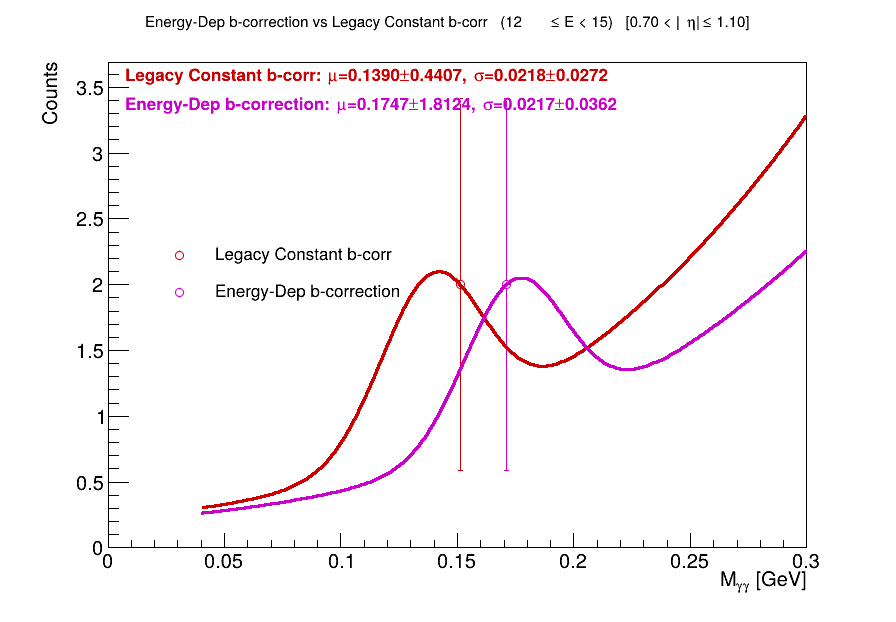 Energy-Dep b-correction vs Legacy Constant b-corr (12 ≤ E < 15) [0.70 < | η| ≤ 1.10]
Counts
Legacy Constant b-corr: μ=0.1390±0.4407, σ=0.0218±0.0272
Energy-Dep b-correction: μ=0.1747±1.8124, σ=0.0217±0.0362
3.5
3
2.5
2
1.5
1
0.5
0
Legacy Constant b-corr
Energy-Dep b-correction
0 0.05 0.1 0.15 0.2 0.25 0.3
M_γγ [GeV]